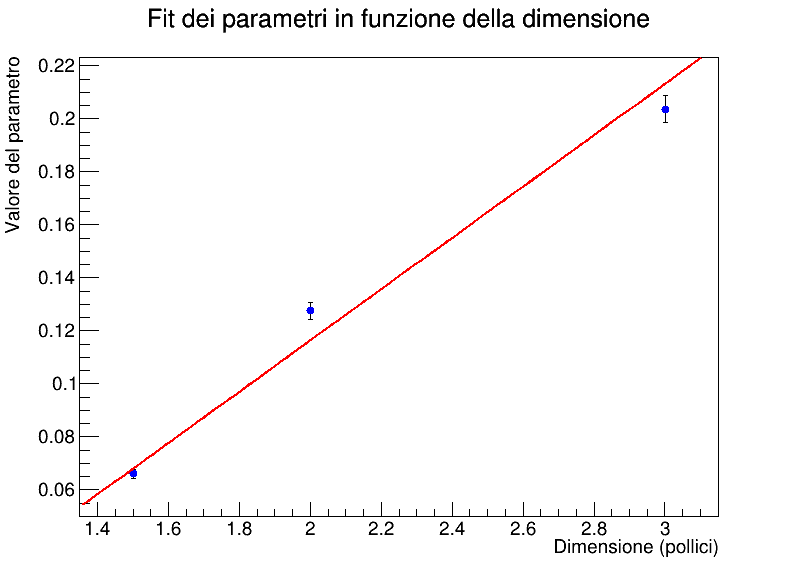 Fit dei parametri in funzione della dimensione
Valore del parametro
0.22
0.2
0.18
0.16
0.14
0.12
0.1
0.08
0.06
1.4 1.6 1.8 2 2.2 2.4 2.6 2.8 3
Dimensione (pollici)